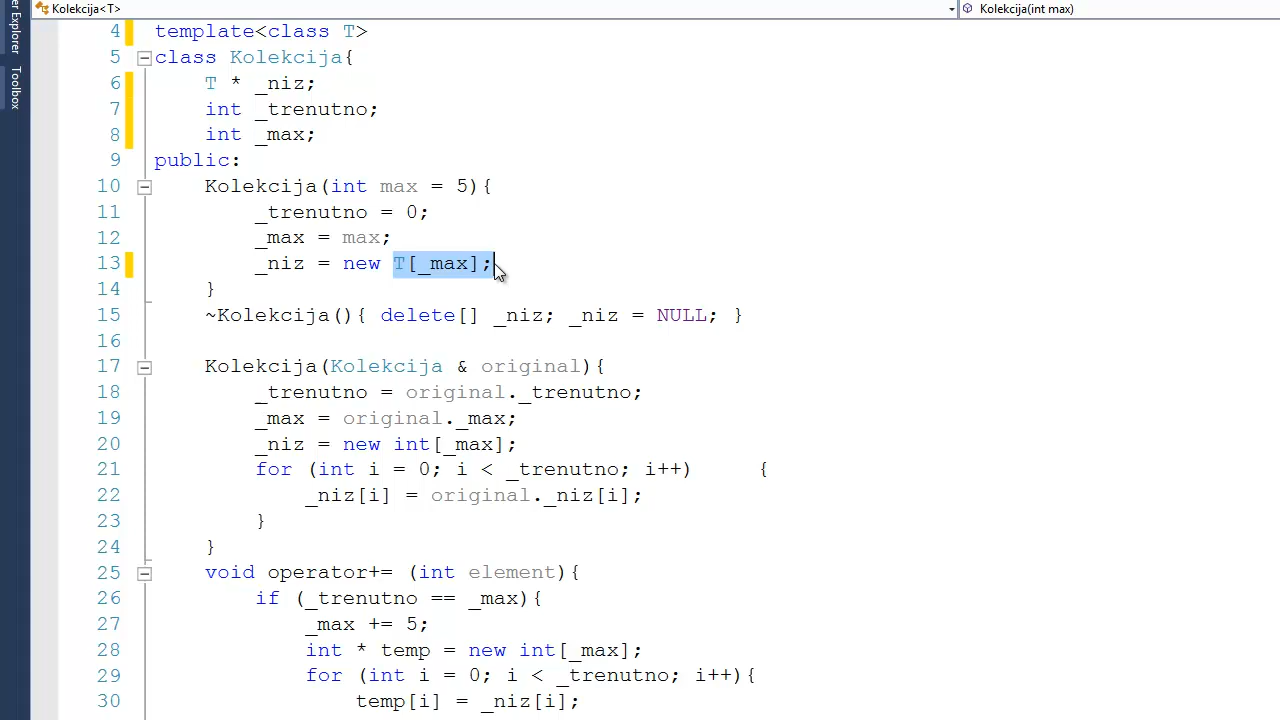 Kolekcija<T>
Kolekcija(int max)
er Explorer
Toolbox
4 template<class T>
5 class Kolekcija{
6 T * _niz;
7 int _trenutno;
8 int _max;
9 public:
10 Kolekcija(int max = 5){
11 _trenutno = 0;
12 _max = max;
13 _niz = new T[_max];
14 }
15 ~Kolekcija(){ delete[] _niz; _niz = NULL; }
16
17 Kolekcija(Kolekcija & original){
18 _trenutno = original._trenutno;
19 _max = original._max;
20 _niz = new int[_max];
21 for (int i = 0; i < _trenutno; i++) {
22 _niz[i] = original._niz[i];
23 }
24 }
25 void operator+= (int element){
26 if (_trenutno == _max){
27 _max += 5;
28 int * temp = new int[_max];
29 for (int i = 0; i < _trenutno; i++){
30 temp[i] = _niz[i];